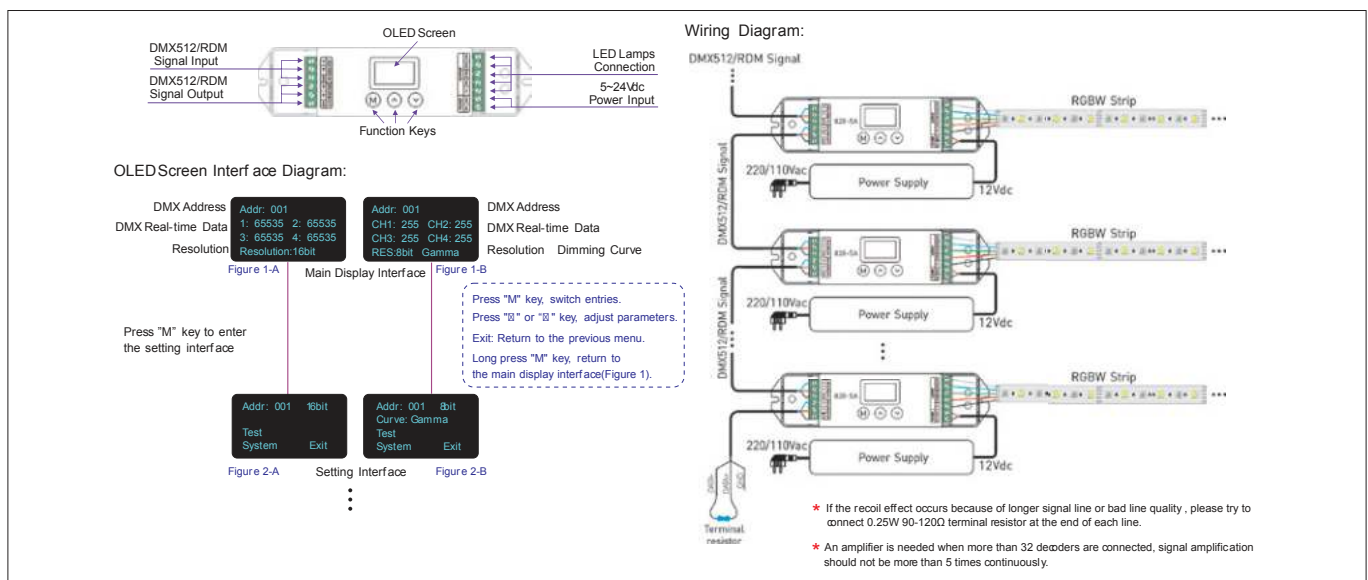 OLED Screen
DMX512/RDM
Signal Input
DMX512/RDM
Signal Output
LED Lamps
Connection
5~24Vdc
Power Input
M
Function Keys
OLED Screen Interface Diagram:
DMX Address
DMX Real-time Data
Resolution
Addr: 001
1: 65535 2: 65535
3: 65535 4: 65535
Resolution:16bit
Figure 1-A
Addr: 001
CH1: 255 CH2: 255
CH3: 255 CH4: 255
RES:8bit Gamma
Figure 1-B
DMX Address
DMX Real-time Data
Resolution Dimming Curve
Main Display Interface
Press "M" key, switch entries.
Press "☒" or "☒" key, adjust parameters.
Exit: Return to the previous menu.
Long press "M" key, return to
the main display interface(Figure 1).
Press "M" key to enter
the setting interface
Addr: 001 16bit
Test
System Exit
Figure 2-A
Addr: 001 8bit
Curve: Gamma
Test
System Exit
Figure 2-B
Setting Interface
Wiring Diagram:
DMX512/RDM Signal
RGBW Strip
M
220/110Vac
Power Supply
12Vdc
DMX512/RDM Signal
RGBW Strip
M
220/110Vac
Power Supply
12Vdc
DMX512/RDM Signal
RGBW Strip
M
220/110Vac
Power Supply
12Vdc
GND
Terminal
resistor
* If the recoil effect occurs because of longer signal line or bad line quality , please try to
connect 0.25W 90-120Ω terminal resistor at the end of each line.
* An amplifier is needed when more than 32 decoders are connected, signal amplification
should not be more than 5 times continuously.